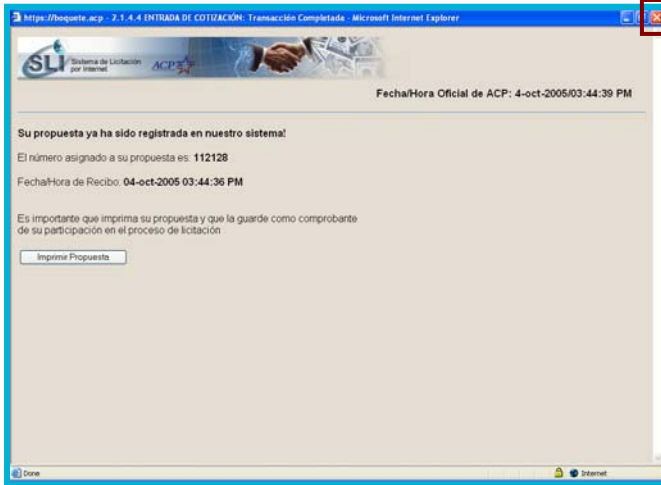 https://boquete.acp - 2.1.4.4 ENTRADA DE COTIZACIÓN: Transacción Completada - Microsoft Internet Explorer
SLI Sistema de Licitación
por Internet
ACP
Fecha/Hora Oficial de ACP: 4-oct-2005/03:44:39 PM
Su propuesta ya ha sido registrada en nuestro sistema!
El número asignado a su propuesta es: 112128
Fecha/Hora de Recibo: 04-oct-2005 03:44:36 PM
Es importante que imprima su propuesta y que la guarde como comprobante
de su participación en el proceso de licitación
Imprimir Propuesta
Done
Internet